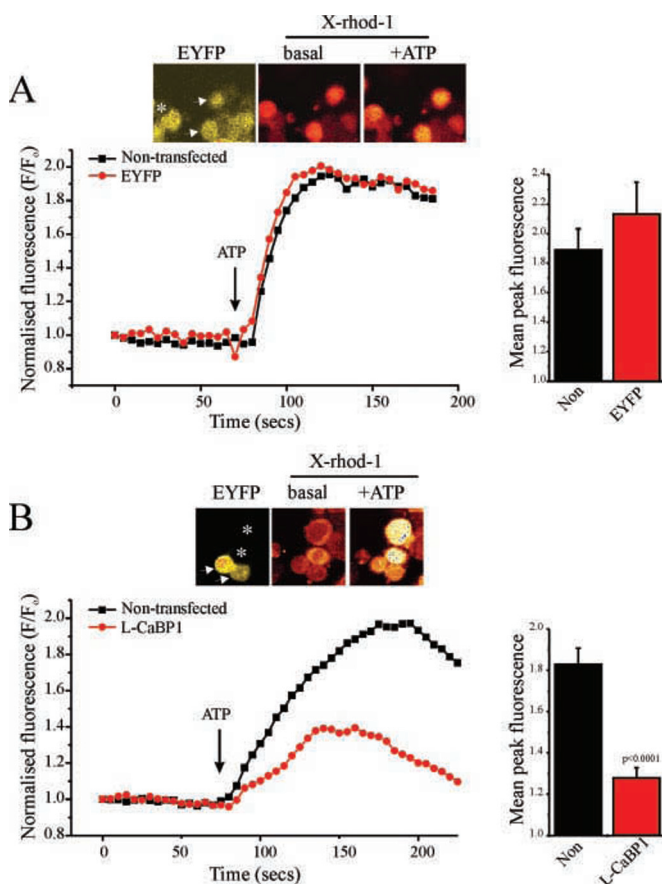 X-rhod-1
EYFP basal +ATP
A
*
Normalised fluorescence (F/F₀)
2.0
1.8
1.6
1.4
1.2
1.0
0.8
Non-transfected
EYFP
ATP
0 50 100 150 200
Time (secs)
Mean peak fluorescence
2.4
2.2
2.0
1.8
1.6
1.4
1.2
1.0
Non EYFP
X-rhod-1
EYFP basal +ATP
B
*
*
Normalised fluorescence (F/F₀)
2.0
1.8
1.6
1.4
1.2
1.0
0.8
Non-transfected
L-CaBP1
ATP
0 50 100 150 200
Time (secs)
Mean peak fluorescence
2.0
1.8
1.6
1.4
1.2
1.0
p<0.0001
Non L-CaBP1